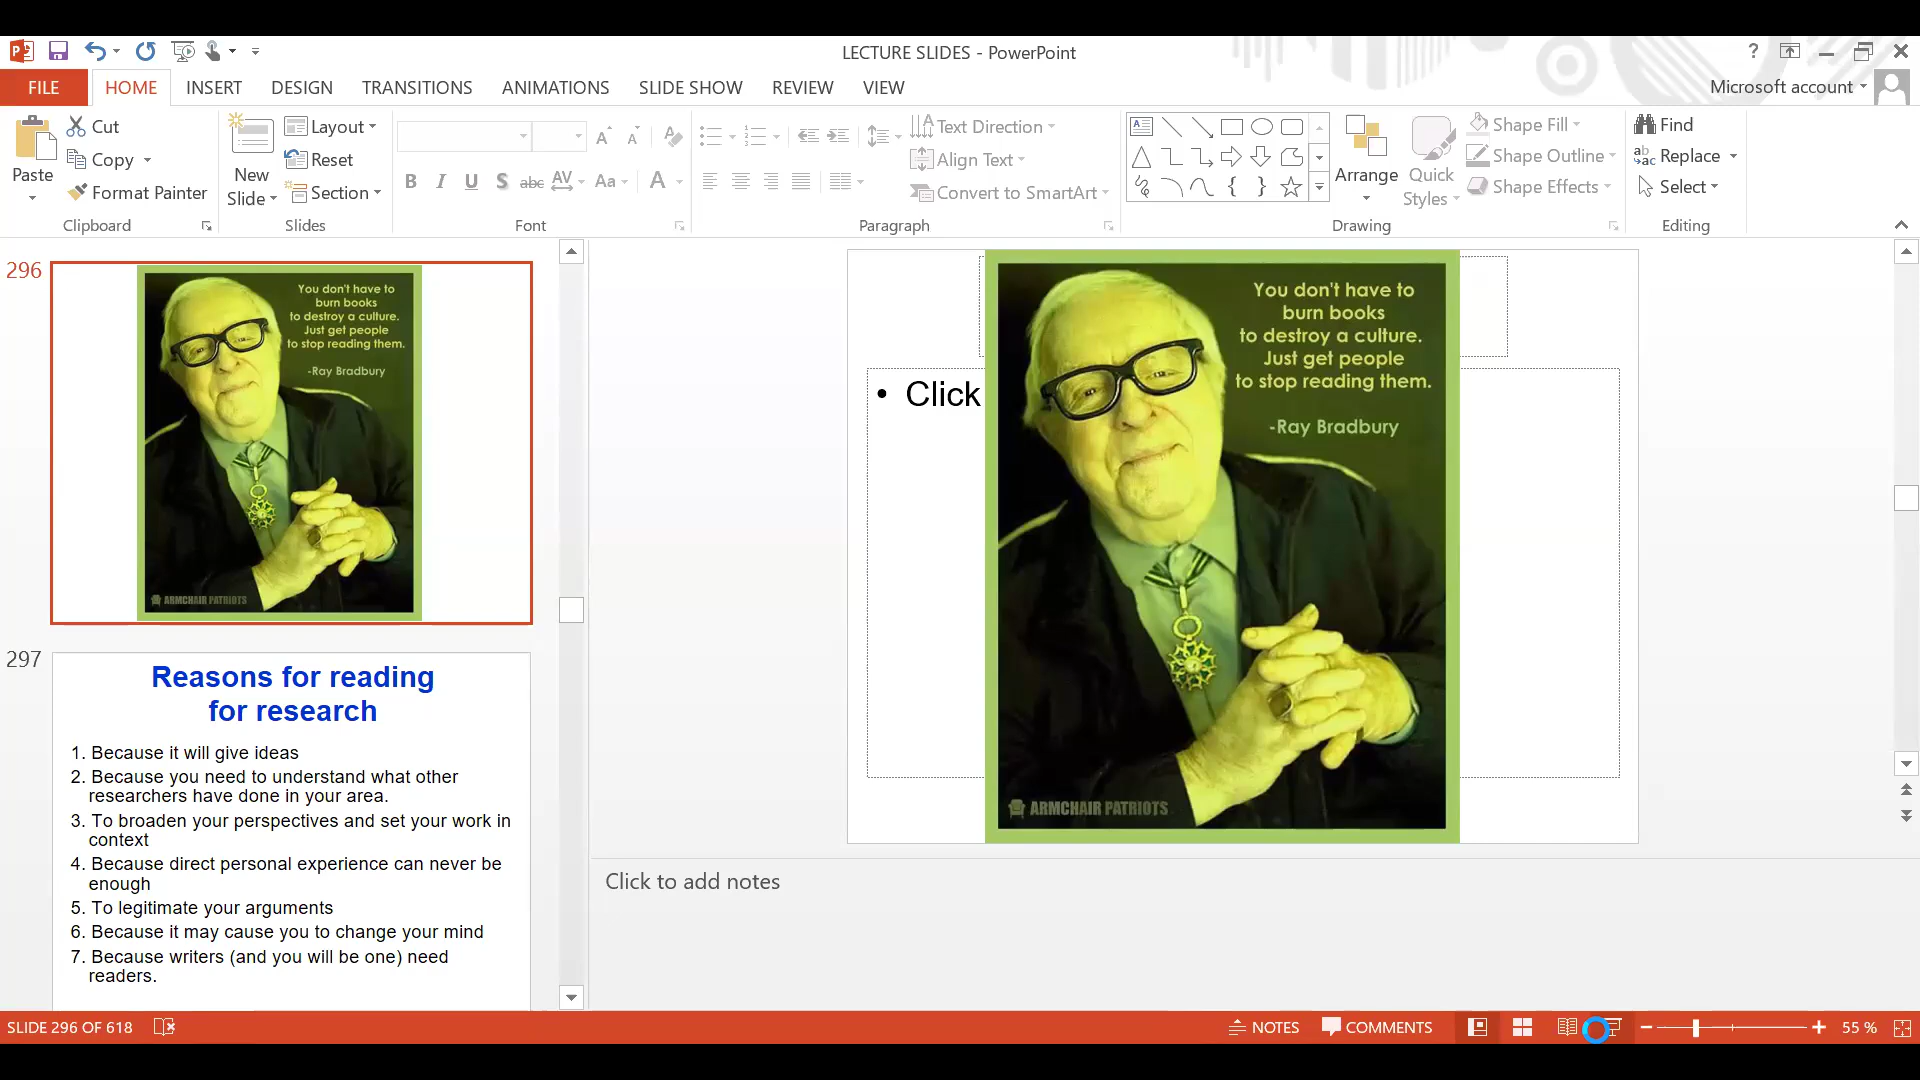 LECTURE SLIDES - PowerPoint
?
FILE
HOME
INSERT
DESIGN
TRANSITIONS
ANIMATIONS
SLIDE SHOW
REVIEW
VIEW
Microsoft account
Paste
Cut
Copy
Format Painter
Clipboard
New
Slide
Layout
Reset
Section
Slides
B I U S abc AV Aa A
Font
Text Direction
Align Text
Convert to SmartArt
Paragraph
Arrange
Quick
Styles
Shape Fill
Shape Outline
Shape Effects
Drawing
Find
Replace
Select
Editing
296
You don't have to
burn books
to destroy a culture.
Just get people
to stop reading them.
-Ray Bradbury
ARMCHAIR PATRIOTS
297
Reasons for reading
for research
1. Because it will give ideas
2. Because you need to understand what other
researchers have done in your area.
3. To broaden your perspectives and set your work in
context
4. Because direct personal experience can never be
enough
5. To legitimate your arguments
6. Because it may cause you to change your mind
7. Because writers (and you will be one) need
readers.
• Click
You don't have to
burn books
to destroy a culture.
Just get people
to stop reading them.
-Ray Bradbury
ARMCHAIR PATRIOTS
Click to add notes
SLIDE 296 OF 618
NOTES
COMMENTS
55 %